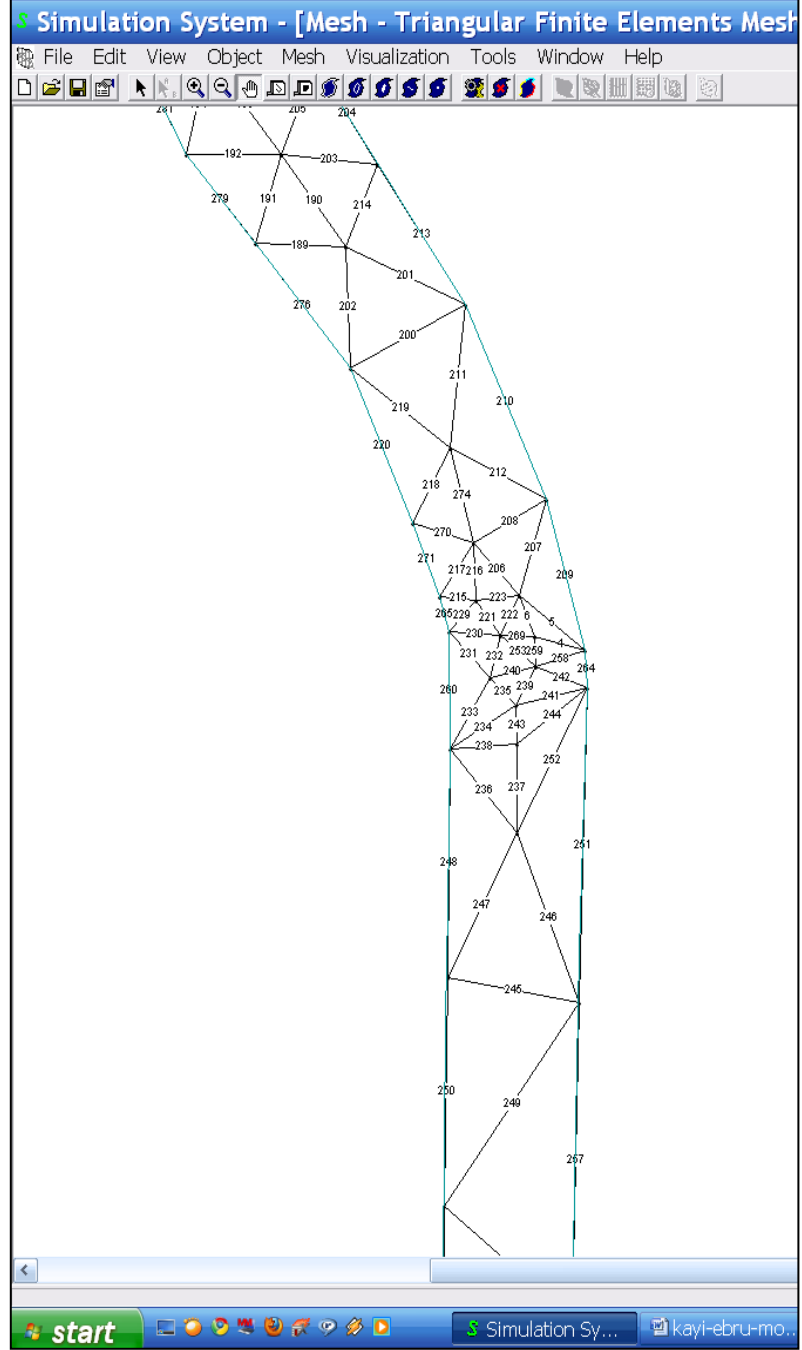 S Simulation System - [Mesh - Triangular Finite Elements Mesh
File Edit View Object Mesh Visualization Tools Window Help
205 204
192 203
279 191 190 214
213
189
201
276 202
200
211
219 210
220
212
218 274
208
270 207
271
217 216 206 209
215 223
265 229 221 222 6 5
230 269 4
231 232 253 259 258
240 242 264
260 235 239 241
233 244
234 243
238
252
236 237
251
248
247 246
245
250 249
257
start S Simulation Sy... kayi-ebru-mo...